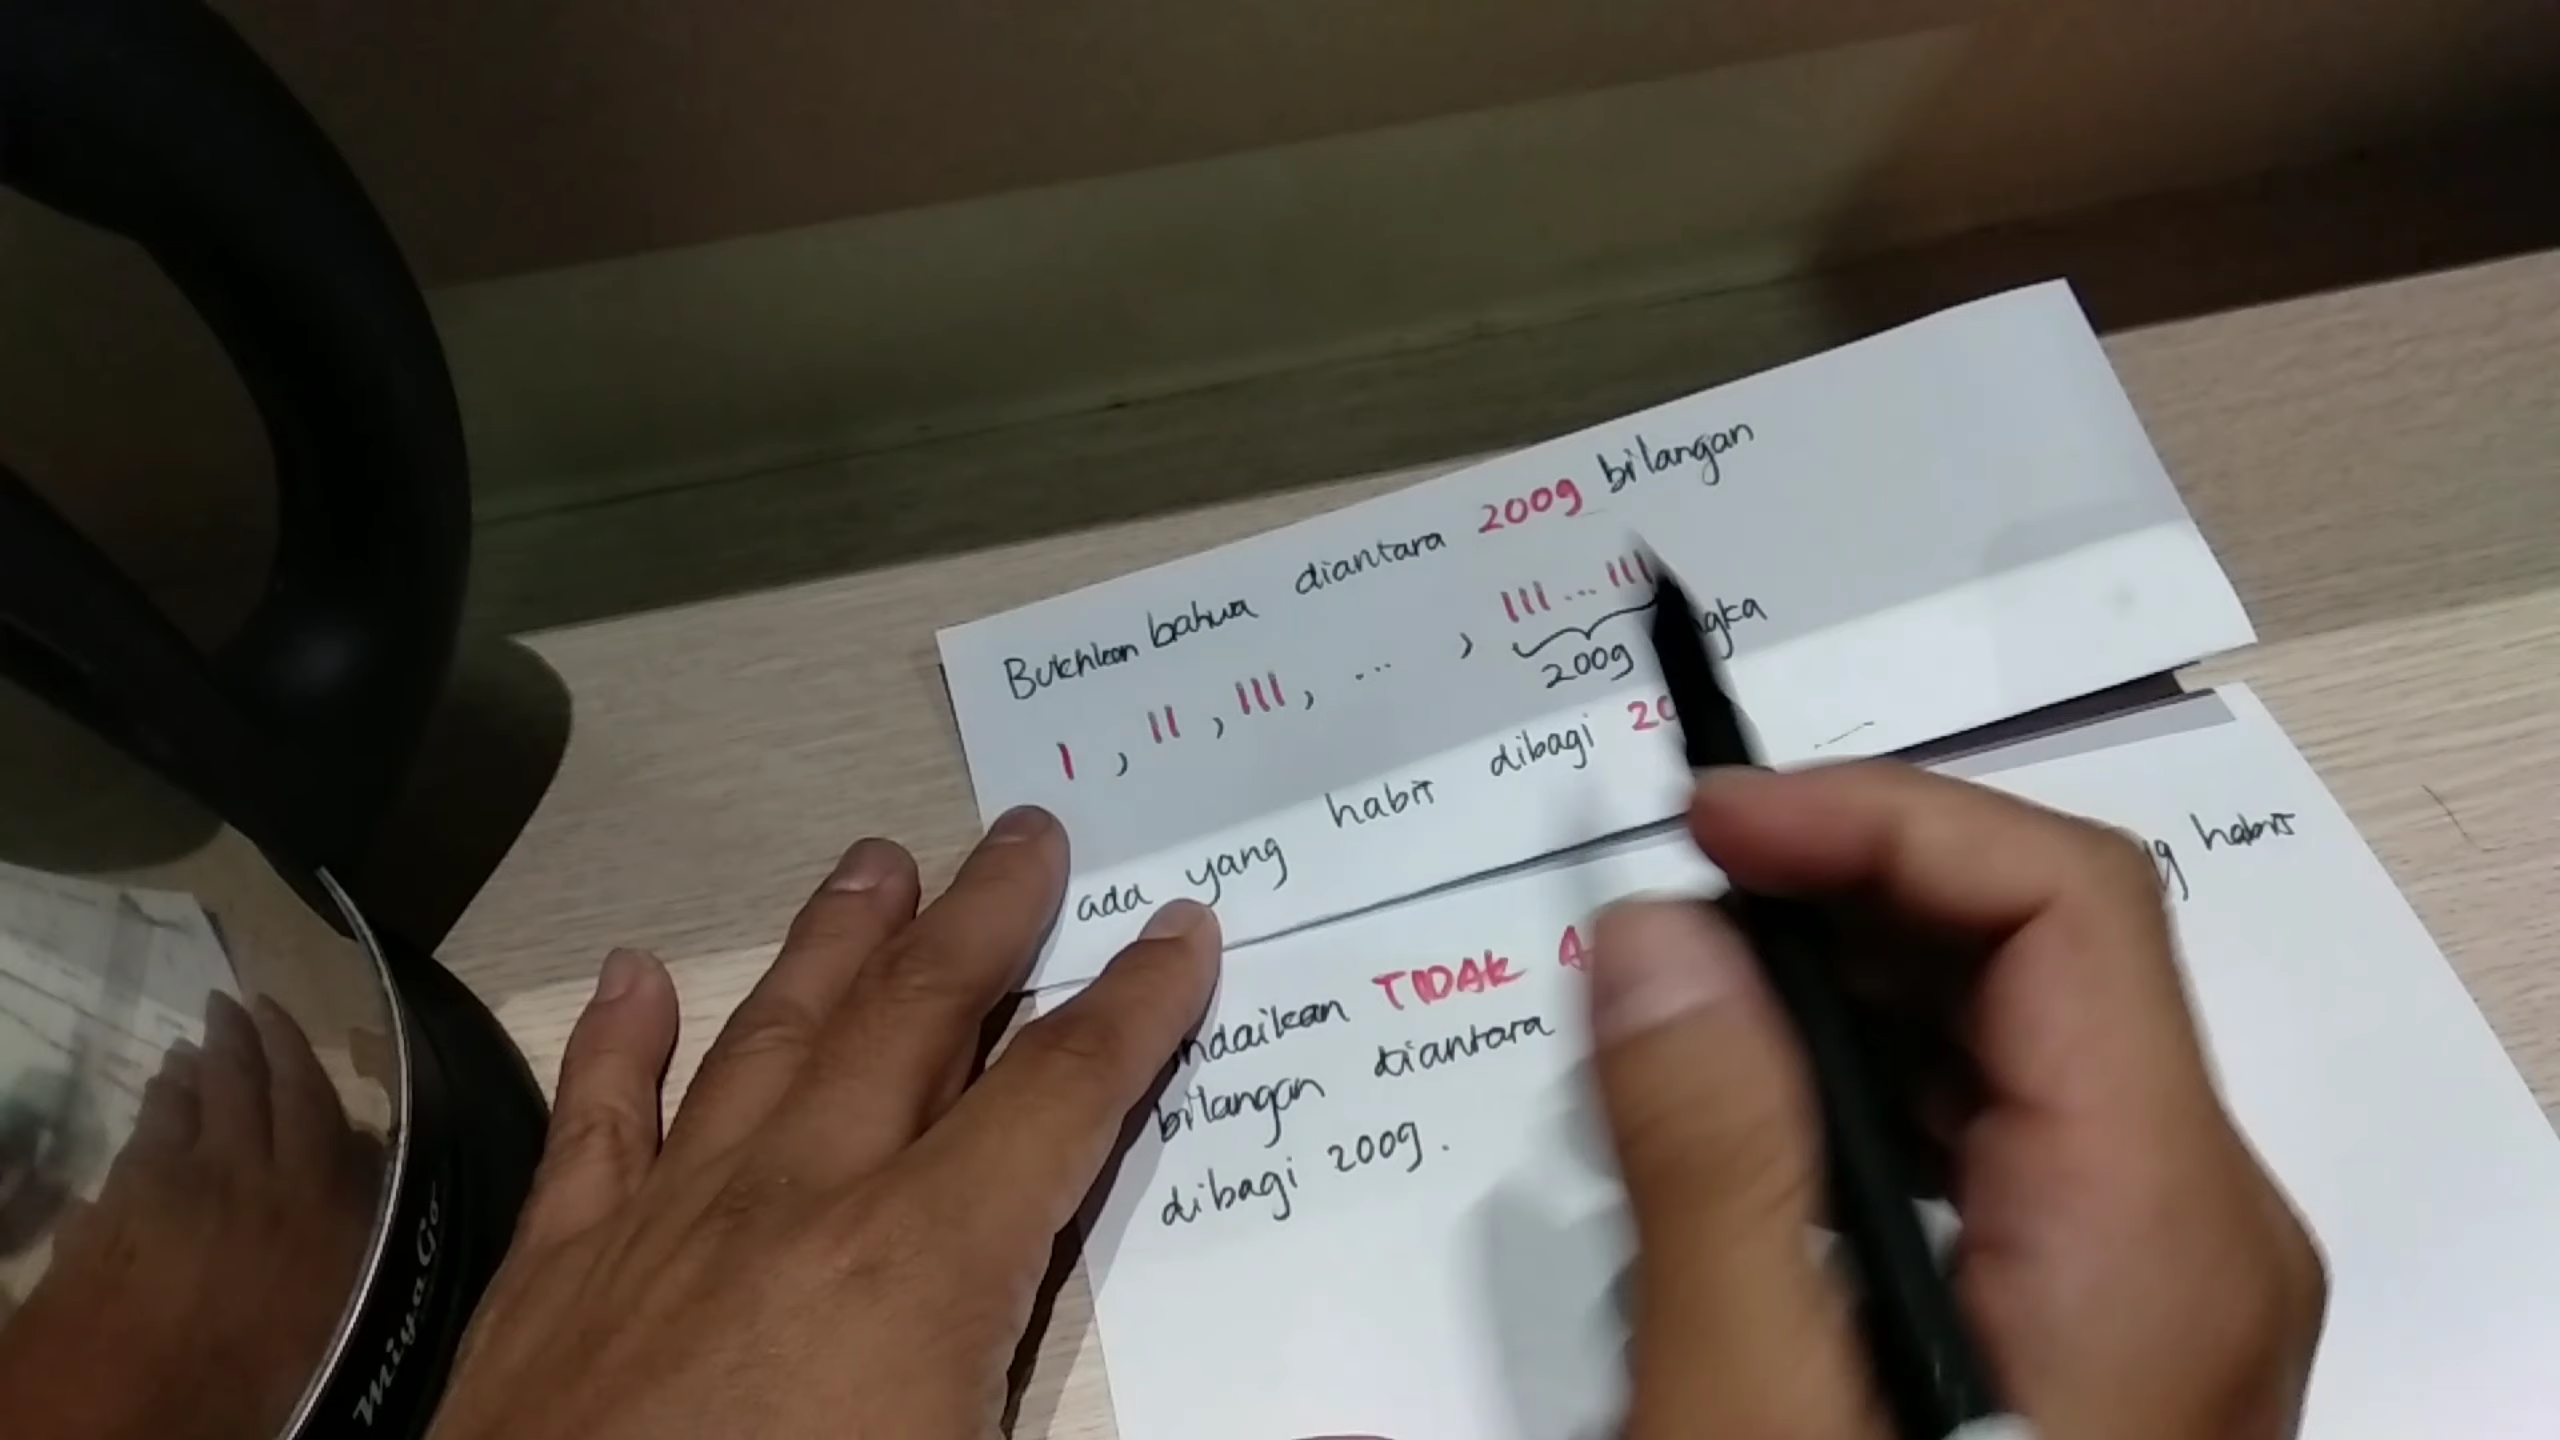 Buktikan bahwa diantara 2009 bilangan
1 , 11 , 111 , ... , 111...111
2009
ada yang habis dibagi
TIDAK
habis
bilangan diantara
dibagi 2009.
MiyaCo